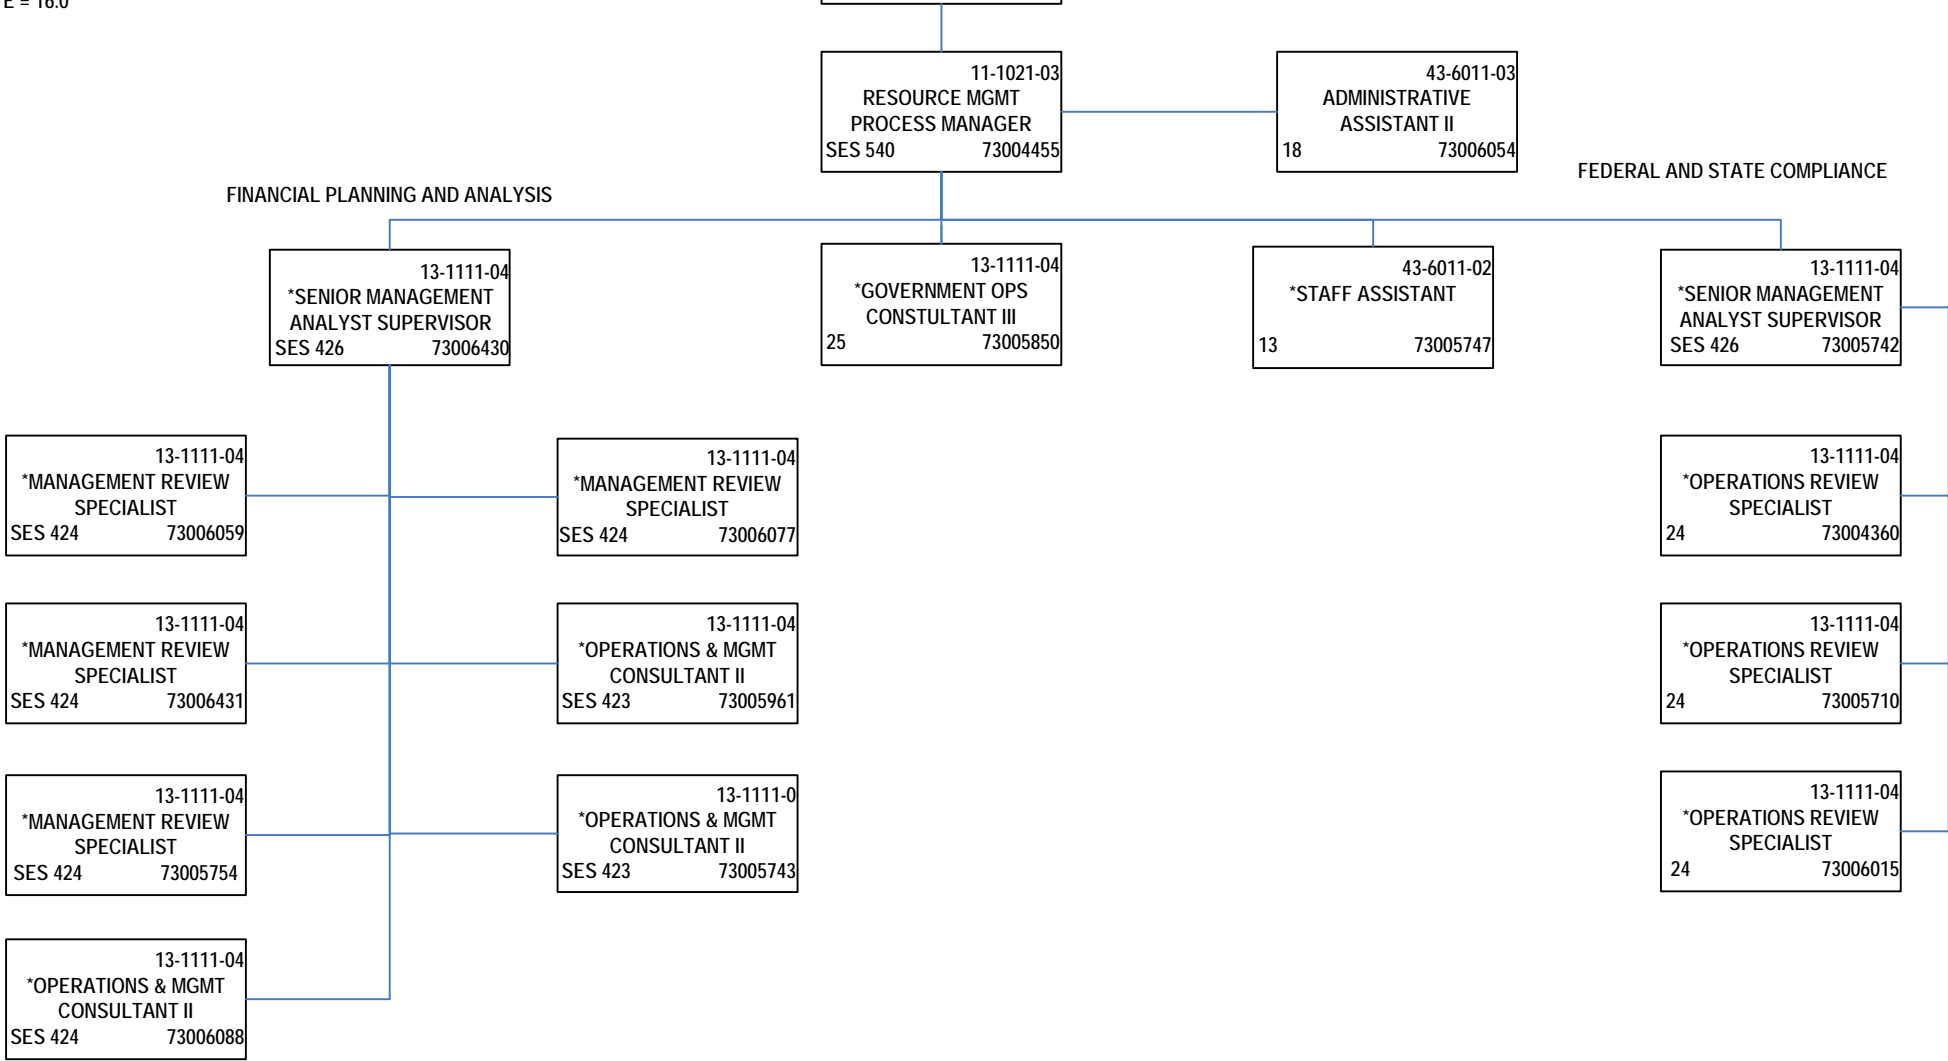 E = 16.0
11-1021-03
RESOURCE MGMT
PROCESS MANAGER
SES 540 73004455
43-6011-03
ADMINISTRATIVE
ASSISTANT II
18 73006054
FINANCIAL PLANNING AND ANALYSIS
FEDERAL AND STATE COMPLIANCE
13-1111-04
*SENIOR MANAGEMENT
ANALYST SUPERVISOR
SES 426 73006430
13-1111-04
*GOVERNMENT OPS
CONSTULTANT III
25 73005850
43-6011-02
*STAFF ASSISTANT
13 73005747
13-1111-04
*SENIOR MANAGEMENT
ANALYST SUPERVISOR
SES 426 73005742
13-1111-04
*MANAGEMENT REVIEW
SPECIALIST
SES 424 73006059
13-1111-04
*MANAGEMENT REVIEW
SPECIALIST
SES 424 73006077
13-1111-04
*OPERATIONS REVIEW
SPECIALIST
24 73004360
13-1111-04
*MANAGEMENT REVIEW
SPECIALIST
SES 424 73006431
13-1111-04
*OPERATIONS & MGMT
CONSULTANT II
SES 423 73005961
13-1111-04
*OPERATIONS REVIEW
SPECIALIST
24 73005710
13-1111-04
*MANAGEMENT REVIEW
SPECIALIST
SES 424 73005754
13-1111-0
*OPERATIONS & MGMT
CONSULTANT II
SES 423 73005743
13-1111-04
*OPERATIONS REVIEW
SPECIALIST
24 73006015
13-1111-04
*OPERATIONS & MGMT
CONSULTANT II
SES 424 73006088